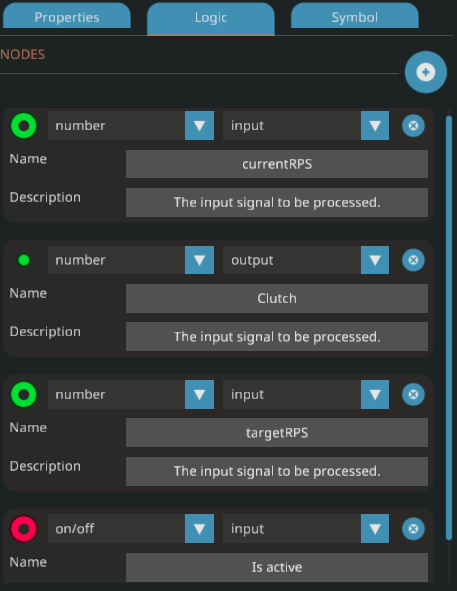 Properties Logic Symbol
NODES
number input
Name currentRPS
Description The input signal to be processed.
number output
Name Clutch
Description The input signal to be processed.
number input
Name targetRPS
Description The input signal to be processed.
on/off input
Name Is active